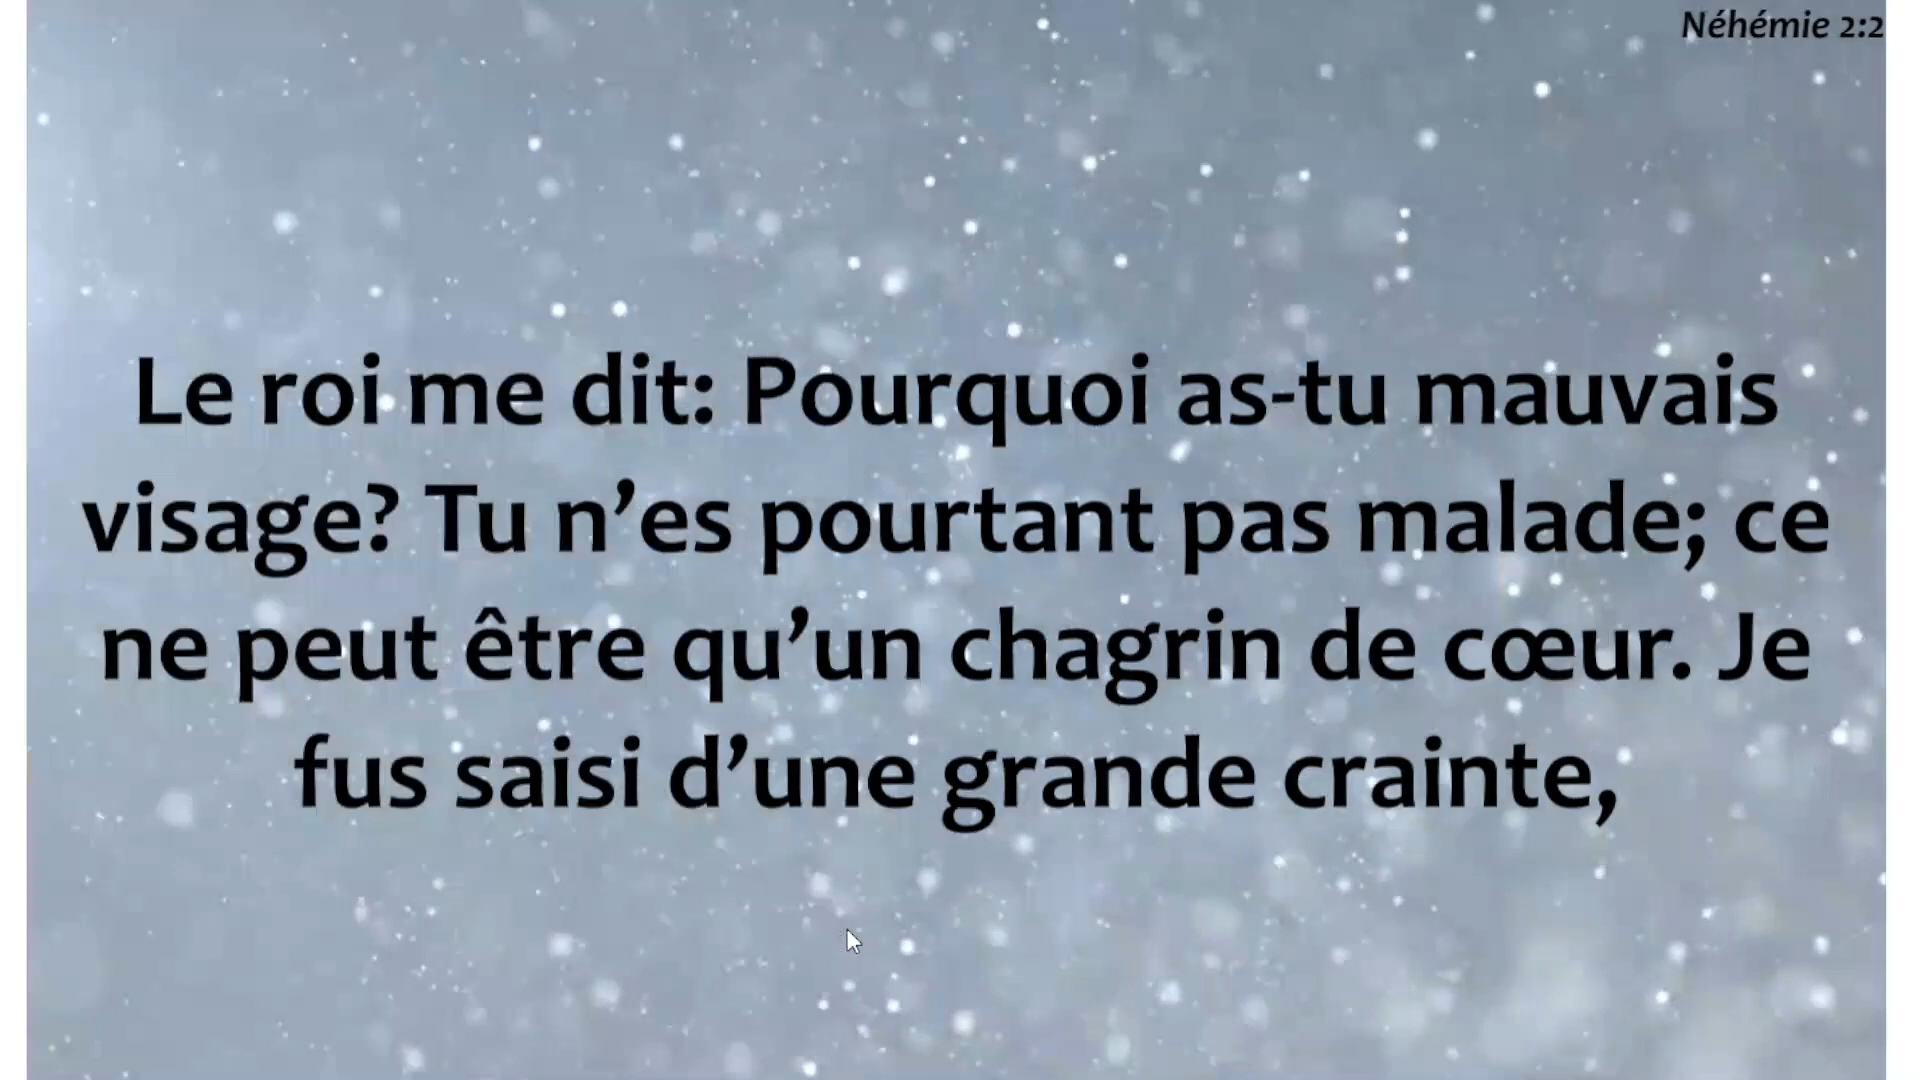 Néhémie 2:2
Le roi me dit: Pourquoi as-tu mauvais
visage? Tu n’es pourtant pas malade; ce
ne peut être qu’un chagrin de cœur. Je
fus saisi d’une grande crainte,